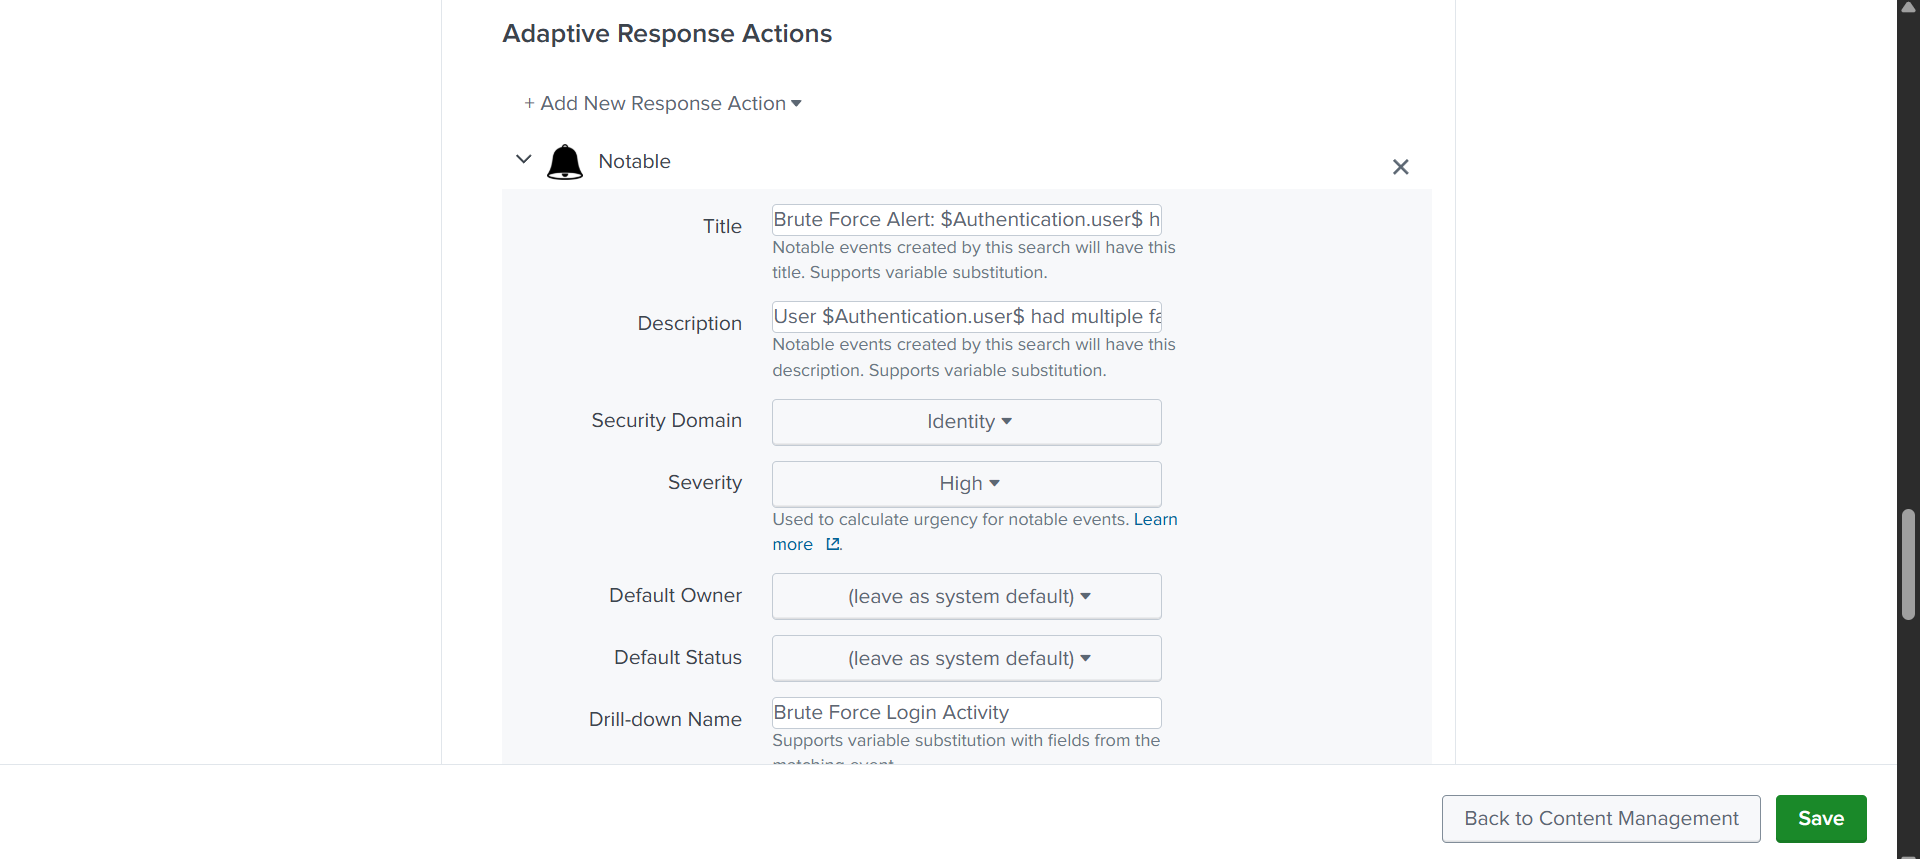 Adaptive Response Actions
+ Add New Response Action
Notable
Title
Brute Force Alert: $Authentication.user$ h
Notable events created by this search will have this
title. Supports variable substitution.
Description
User $Authentication.user$ had multiple fa
Notable events created by this search will have this
description. Supports variable substitution.
Security Domain
Identity
Severity
High
Used to calculate urgency for notable events. Learn
more .
Default Owner
(leave as system default)
Default Status
(leave as system default)
Drill-down Name
Brute Force Login Activity
Supports variable substitution with fields from the
matching event
Back to Content Management
Save